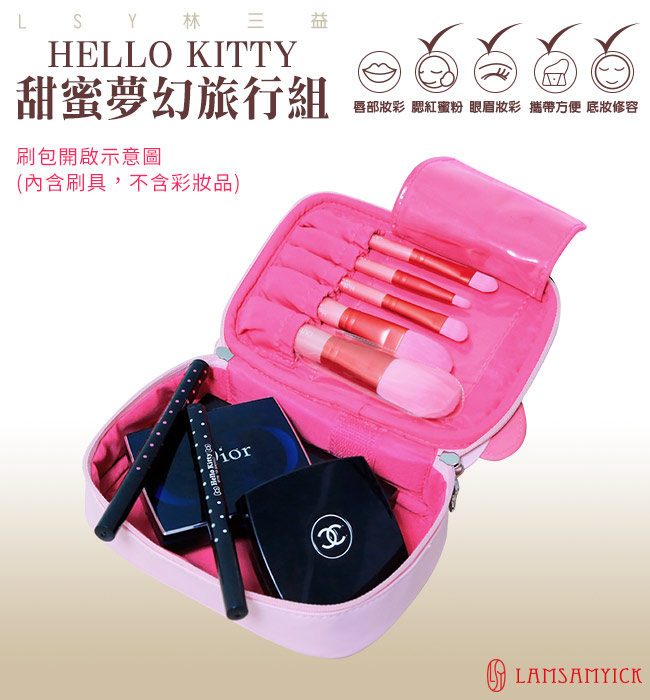 LSY 林三益
HELLO KITTY
甜蜜夢幻旅行組
唇部妝彩 腮紅蜜粉 眼眉妝彩 攜帶方便 底妝修容
刷包開啟示意圖
(內含刷具，不含彩妝品)
Dior
Hello Kitty
LAMSAMYICK